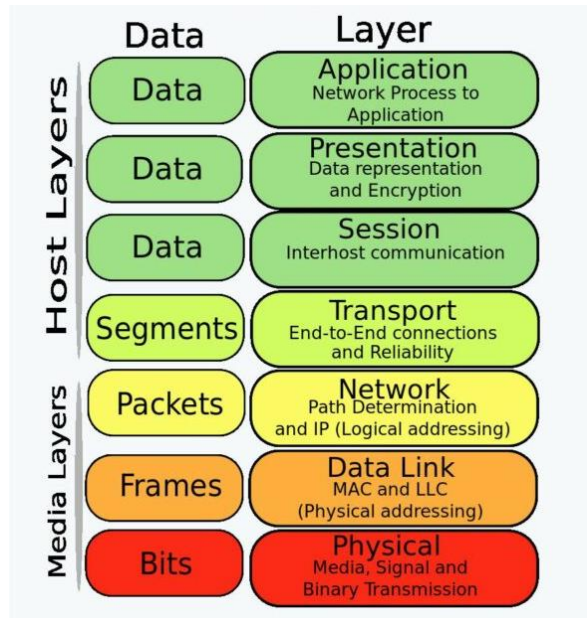 Data Layer
Host Layers
Data
Application
Network Process to
Application
Data
Presentation
Data representation
and Encryption
Data
Session
Interhost communication
Segments
Transport
End-to-End connections
and Reliability
Media Layers
Packets
Network
Path Determination
and IP (Logical addressing)
Frames
Data Link
MAC and LLC
(Physical addressing)
Bits
Physical
Media, Signal and
Binary Transmission